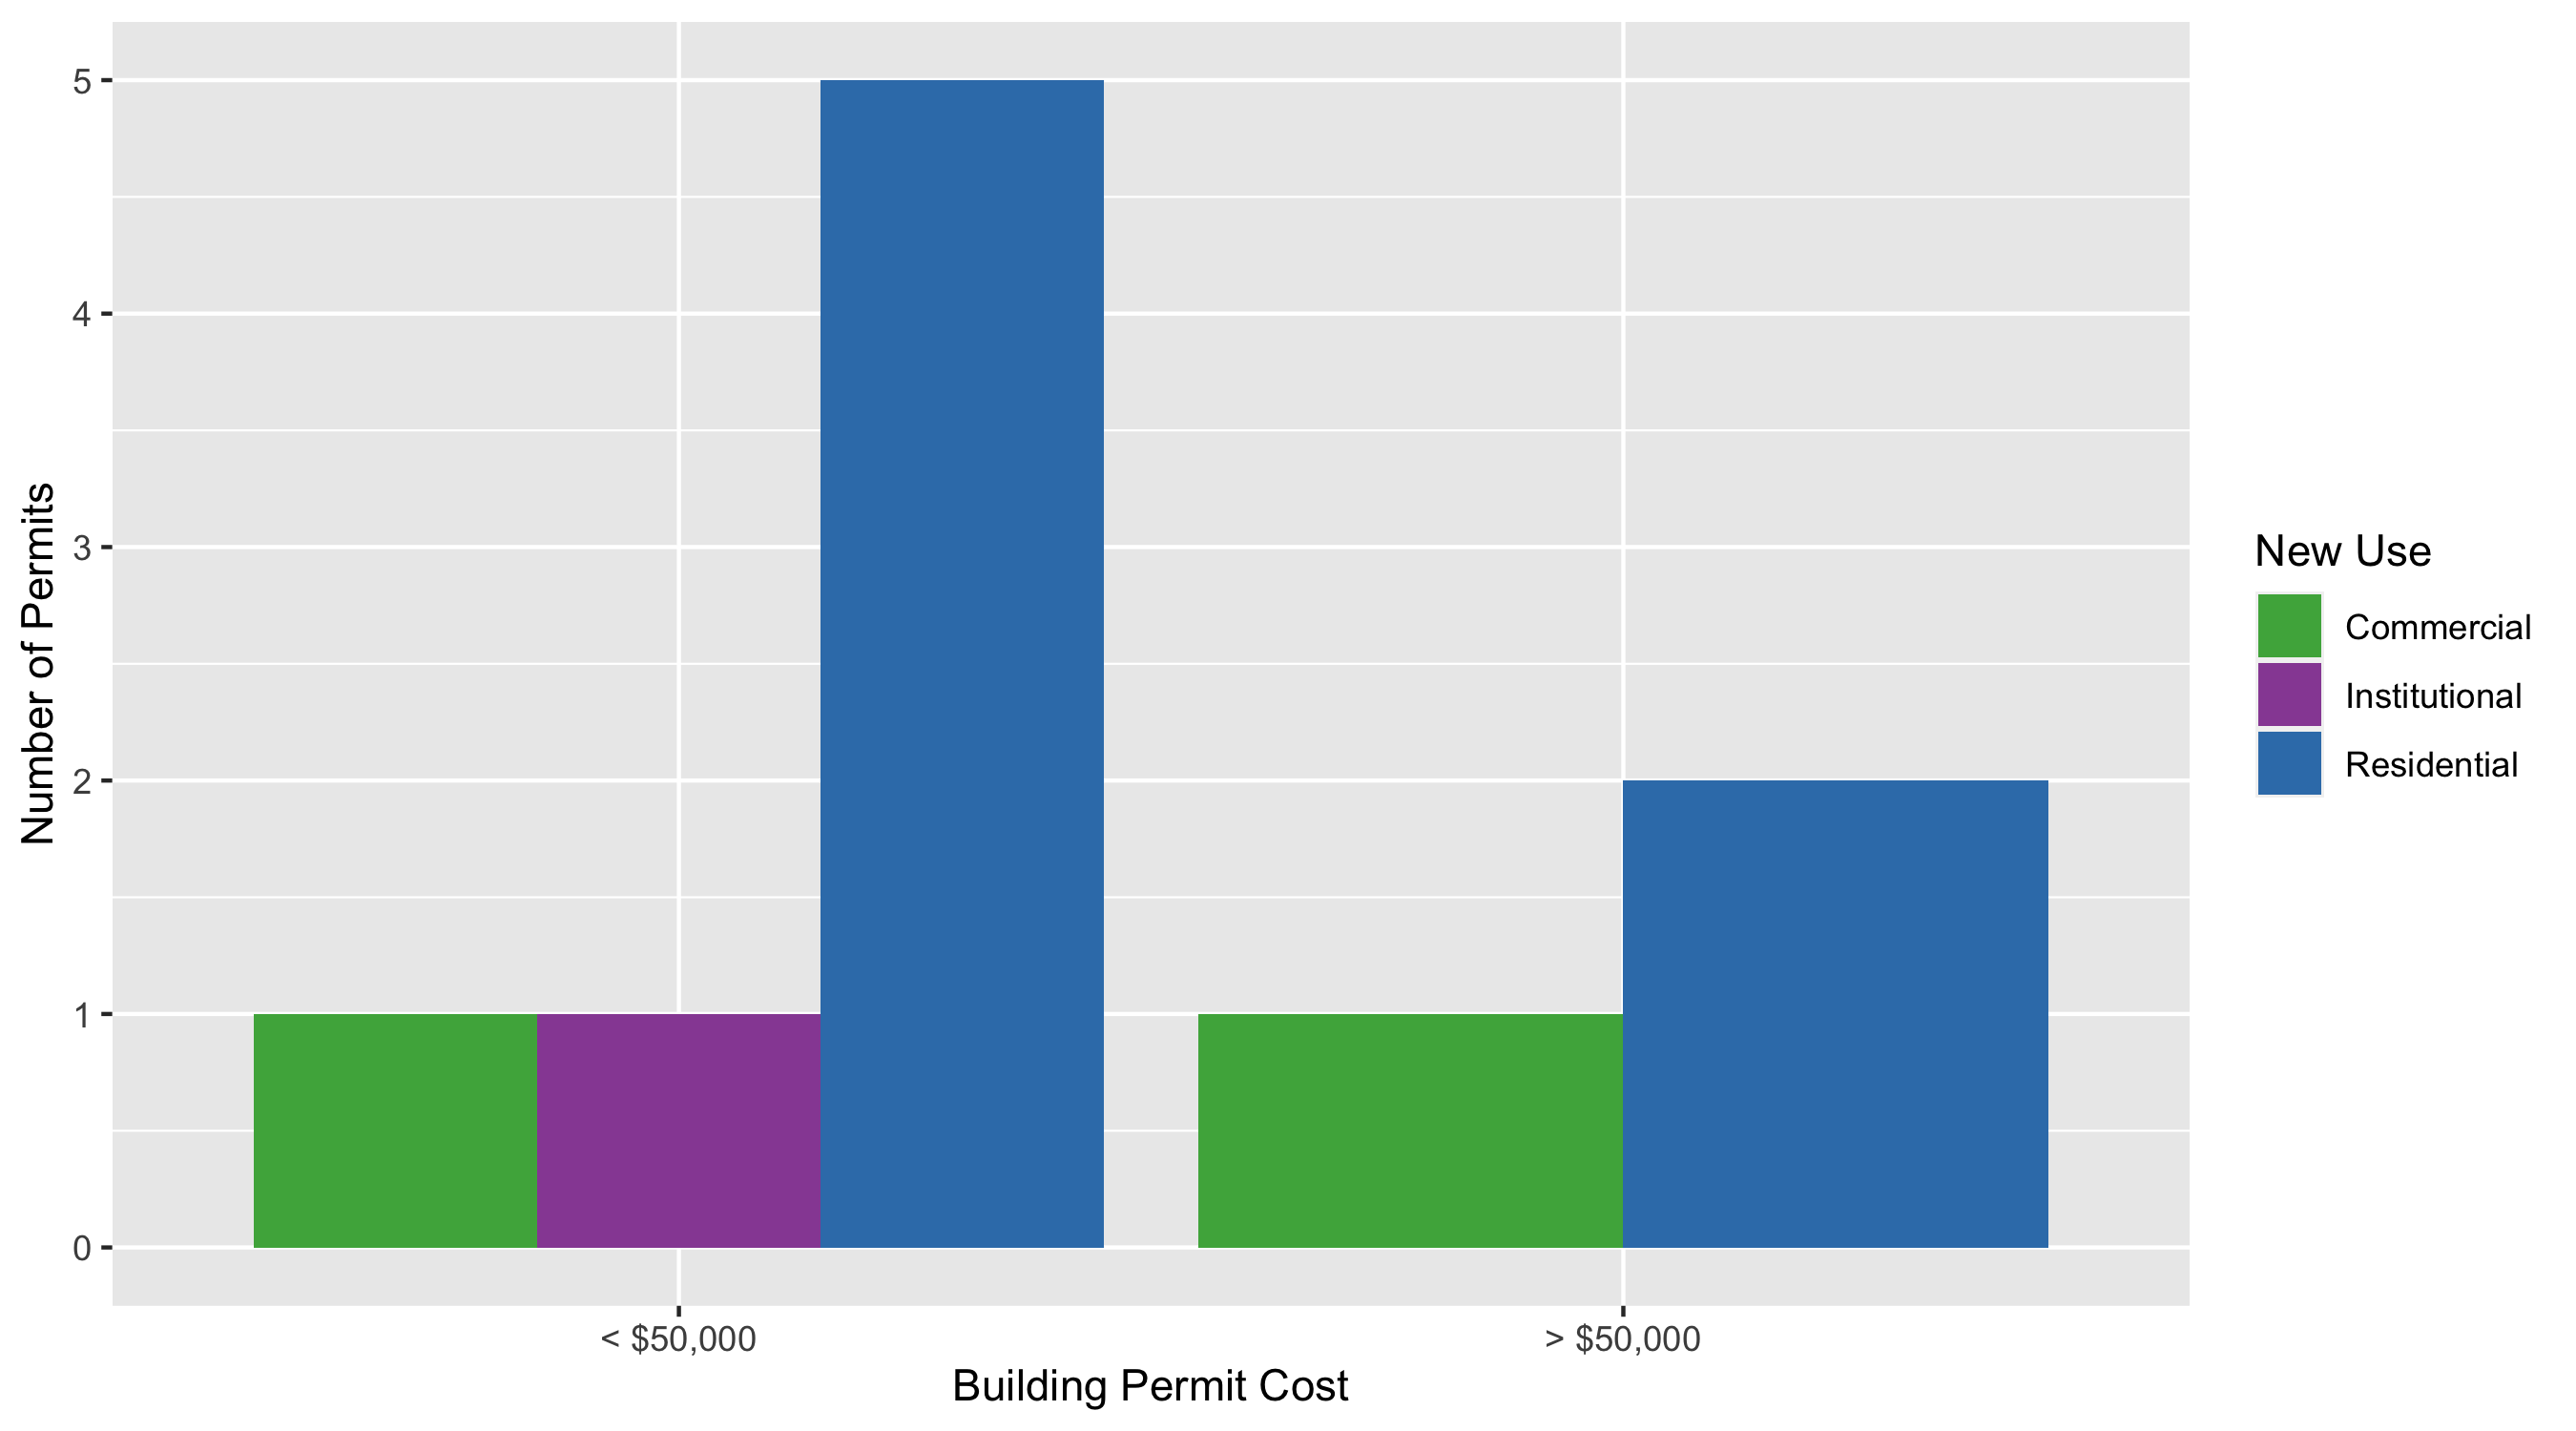 Number of Permits
5
4
3
2
1
0
< $50,000
> $50,000
Building Permit Cost
New Use
Commercial
Institutional
Residential